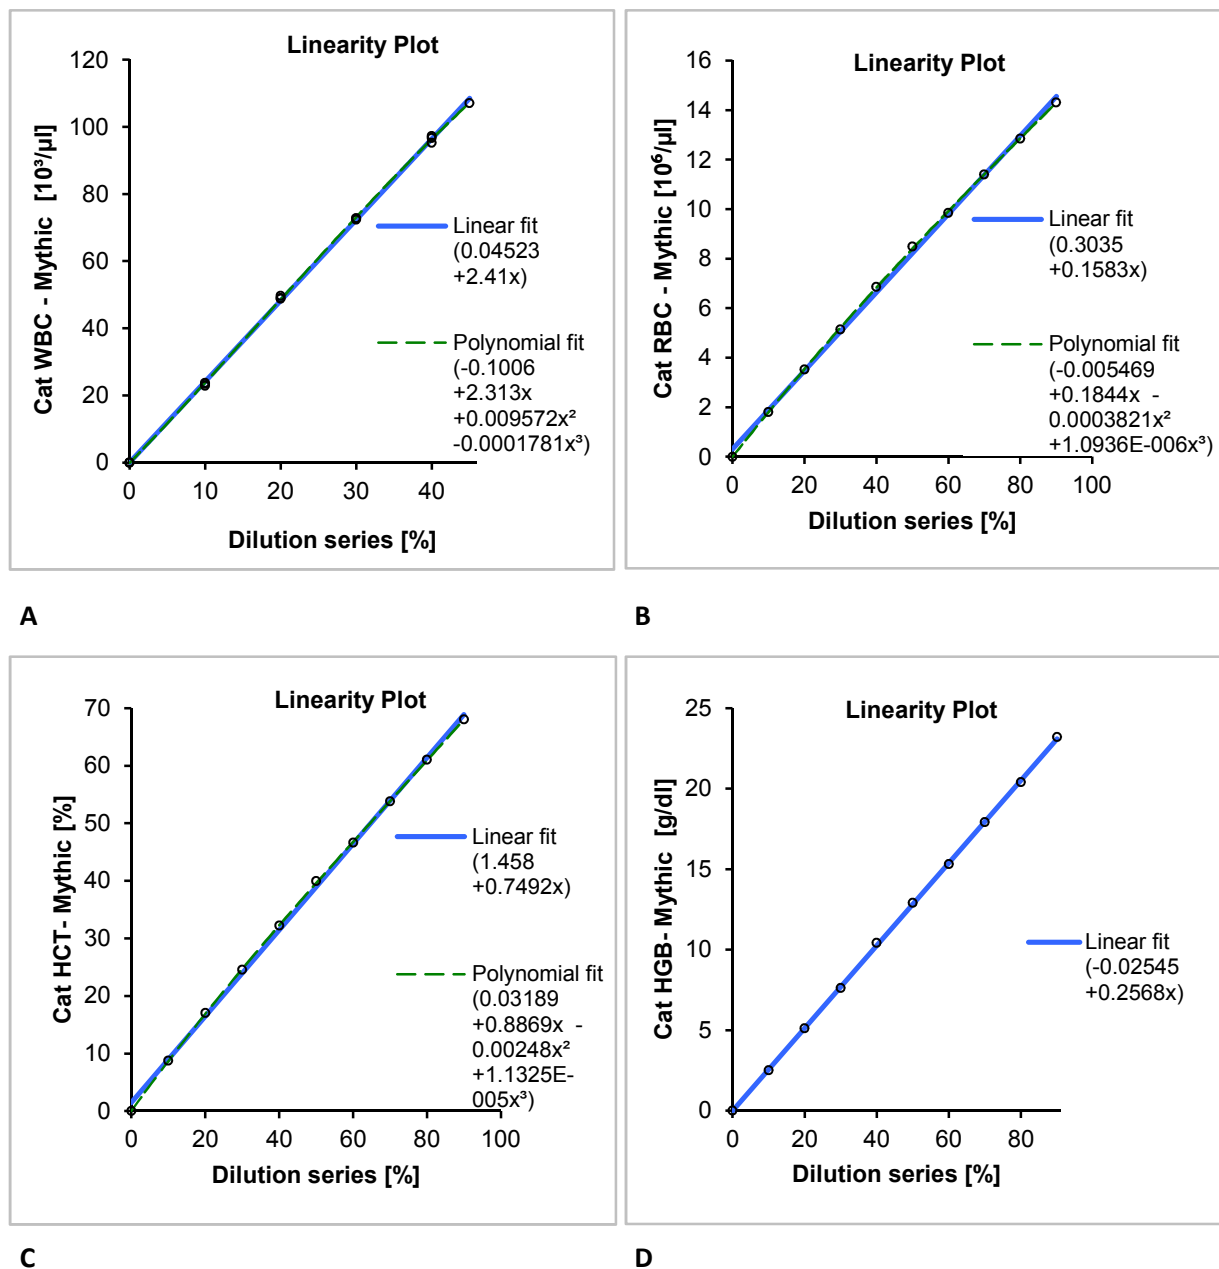 Linearity Plot
120
100
80
60
40
20
0
Cat WBC - Mythic [10³/µl]
0 10 20 30 40
Dilution series [%]
Linear fit
(0.04523
+2.41x)
Polynomial fit
(-0.1006
+2.313x
+0.009572x²
-0.0001781x³)
A
Linearity Plot
16
14
12
10
8
6
4
2
0
Cat RBC - Mythic [10⁶/µl]
0 20 40 60 80 100
Dilution series [%]
Linear fit
(0.3035
+0.1583x)
Polynomial fit
(-0.005469
+0.1844x -
0.0003821x²
+1.0936E-006x³)
B
Linearity Plot
70
60
50
40
30
20
10
0
Cat HCT- Mythic [%]
0 20 40 60 80 100
Dilution series [%]
Linear fit
(1.458
+0.7492x)
Polynomial fit
(0.03189
+0.8869x -
0.00248x²
+1.1325E-
005x³)
C
Linearity Plot
25
20
15
10
5
0
Cat HGB- Mythic [g/dl]
0 20 40 60 80
Dilution series [%]
Linear fit
(-0.02545
+0.2568x)
D